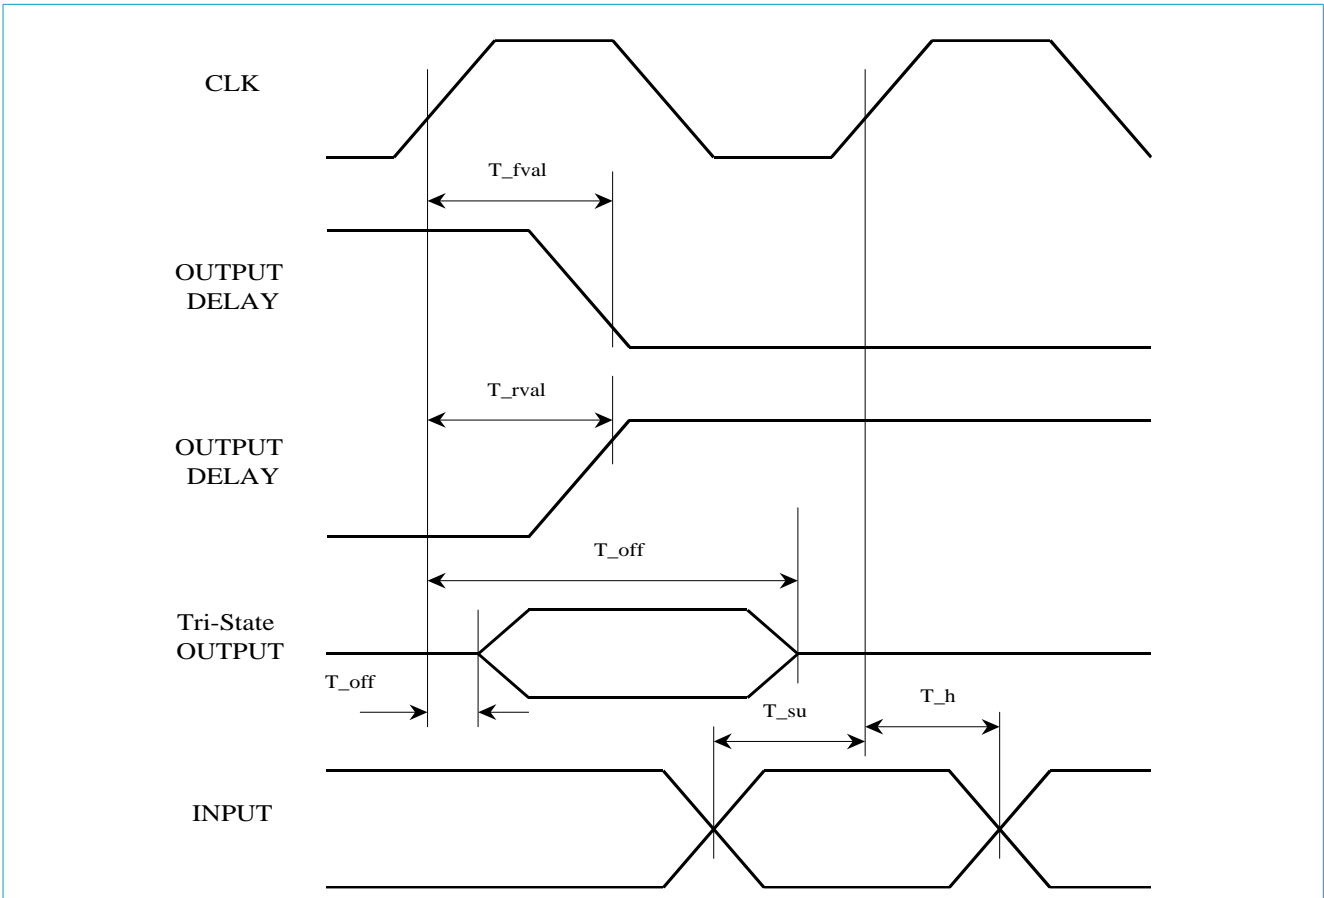 CLK
T_fval
OUTPUT
DELAY
T_rval
OUTPUT
DELAY
T_off
Tri-State
OUTPUT
T_off
T_h
T_su
INPUT